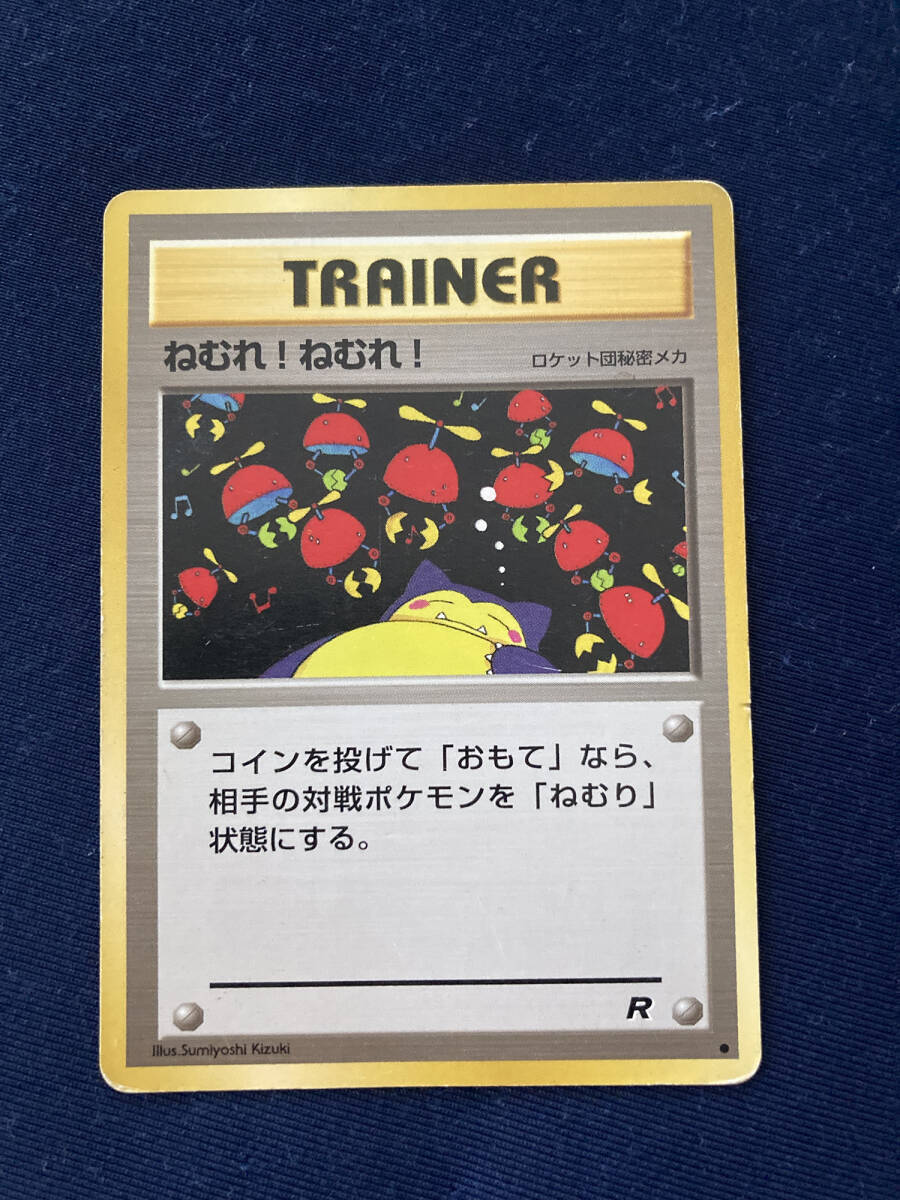 TRAINER
ねむれ！ねむれ！ ロケット団秘密メカ
コインを投げて「おもて」なら、
相手の対戦ポケモンを「ねむり」
状態にする。
R
Illus.Sumiyoshi Kizuki